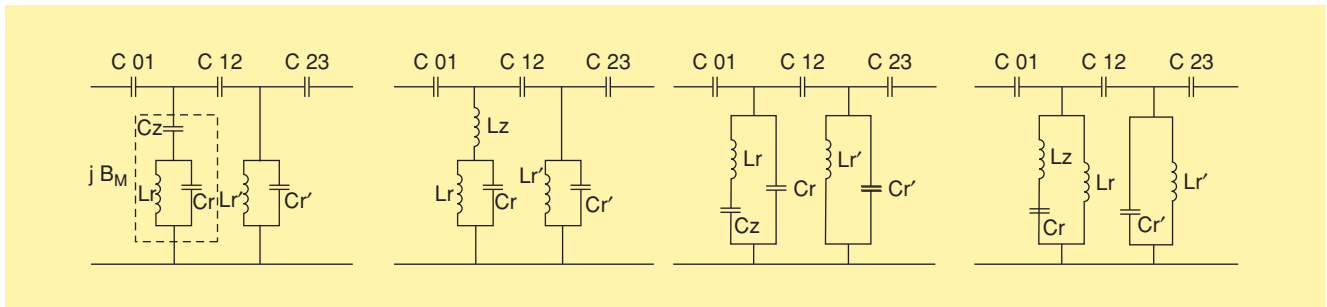 C 01 C 12 C 23 C 01 C 12 C 23 C 01 C 12 C 23 C 01 C 12 C 23
Cz
j B_M
Lr Cr Lr′ Cr′
Lz
Lr Cr Lr′ Cr′
Lr Cr Cz Lr′ Cr′
Lz Lr Cr Cr′ Lr′